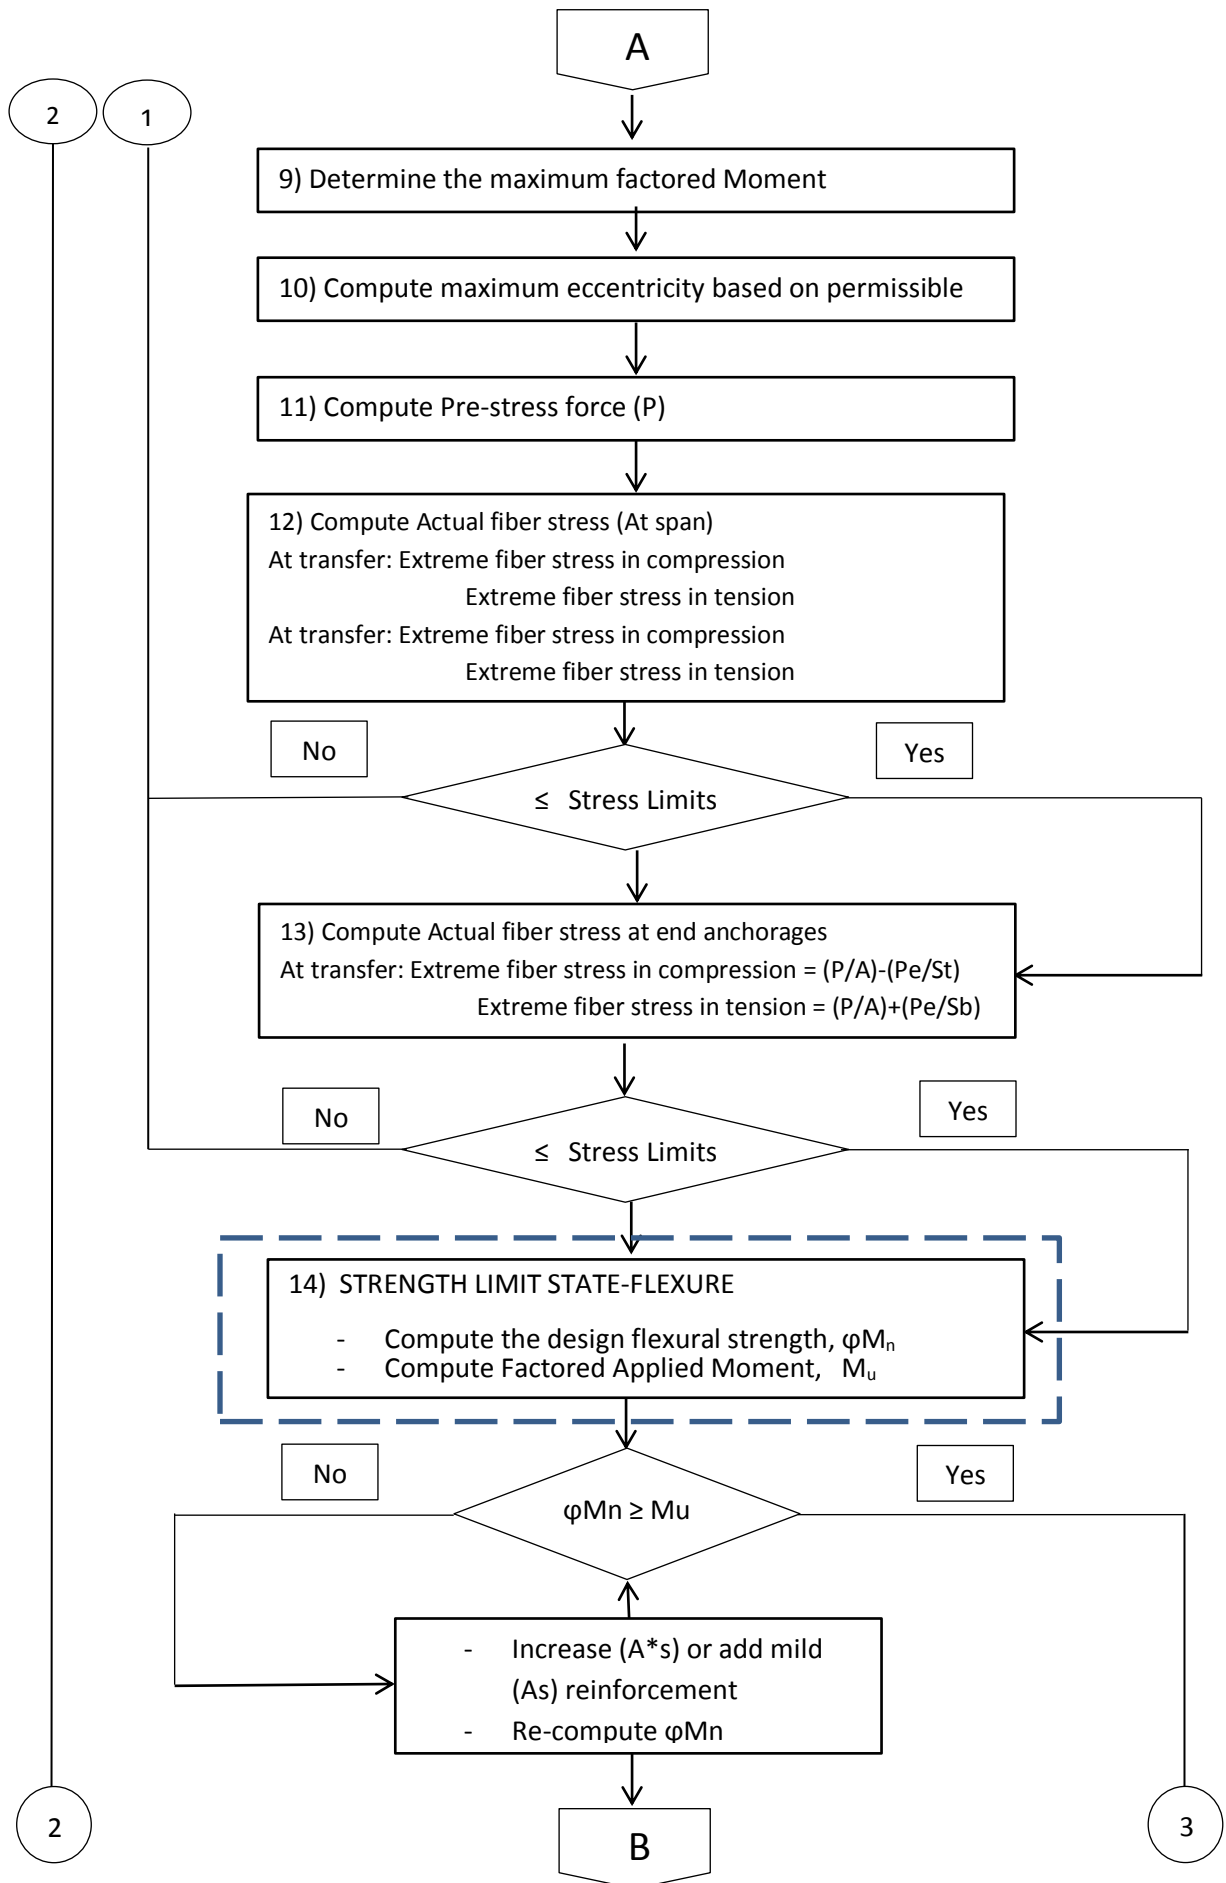 A
2
1
9) Determine the maximum factored Moment
10) Compute maximum eccentricity based on permissible
11) Compute Pre-stress force (P)
12) Compute Actual fiber stress (At span)
At transfer: Extreme fiber stress in compression
Extreme fiber stress in tension
At transfer: Extreme fiber stress in compression
Extreme fiber stress in tension
No
Yes
≤ Stress Limits
13) Compute Actual fiber stress at end anchorages
At transfer: Extreme fiber stress in compression = (P/A)-(Pe/St)
Extreme fiber stress in tension = (P/A)+(Pe/Sb)
No
Yes
≤ Stress Limits
14) STRENGTH LIMIT STATE-FLEXURE
- Compute the design flexural strength, φMn
- Compute Factored Applied Moment, Mu
No
Yes
φMn ≥ Mu
- Increase (A*s) or add mild
(As) reinforcement
- Re-compute φMn
2
3
B